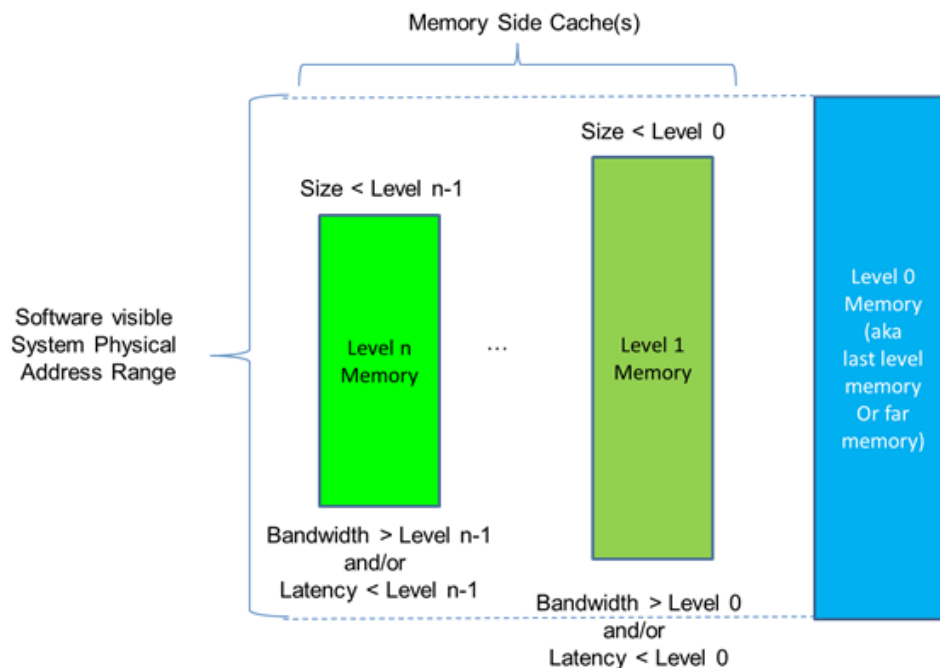 Memory Side Cache(s)
Size < Level 0
Size < Level n-1
Software visible
System Physical
Address Range
Level n
Memory
...
Level 1
Memory
Level 0
Memory
(aka
last level
memory
Or far
memory)
Bandwidth > Level n-1
and/or
Latency < Level n-1
Bandwidth > Level 0
and/or
Latency < Level 0